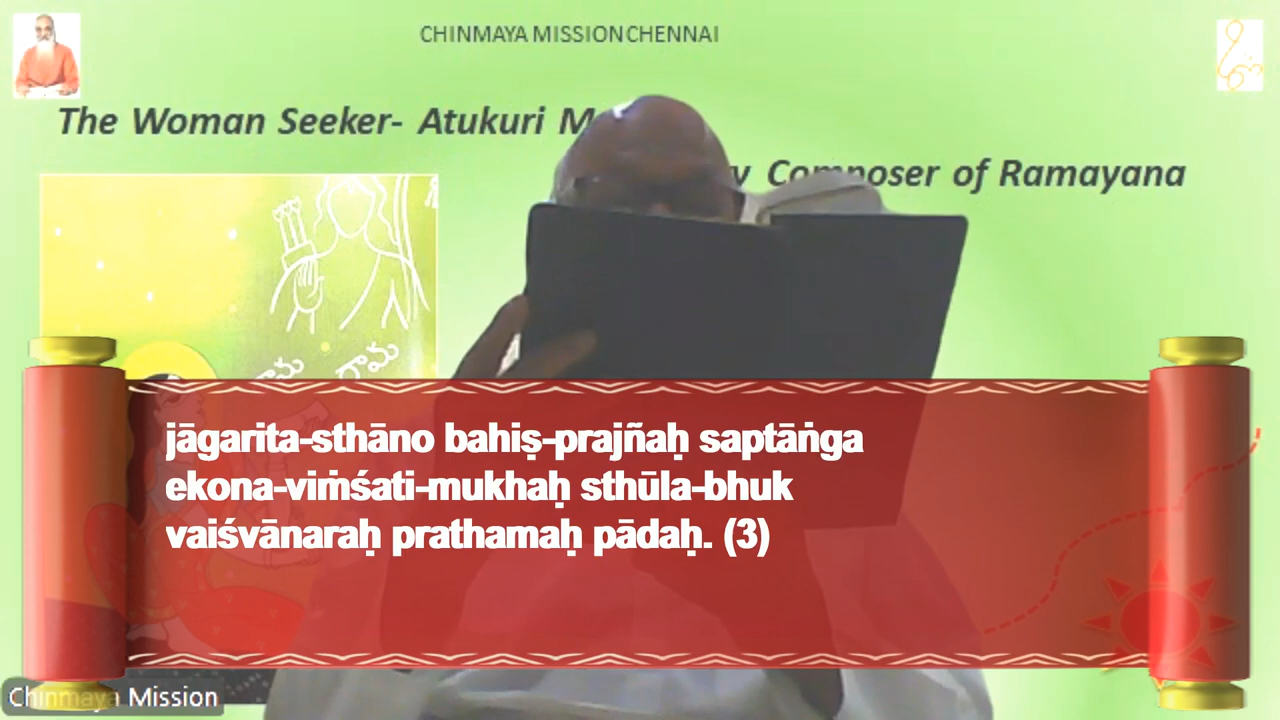 CHINMAYA MISSION CHENNAI
The Woman Seeker- Atukuri
Composer of Ramayana
రామ
jāgarita-sthāno bahiṣ-prajñaḥ saptāṅga
ekona-viṁśati-mukhaḥ sthūla-bhuk
vaiśvānaraḥ prathamaḥ pādaḥ. (3)
Chinmaya Mission